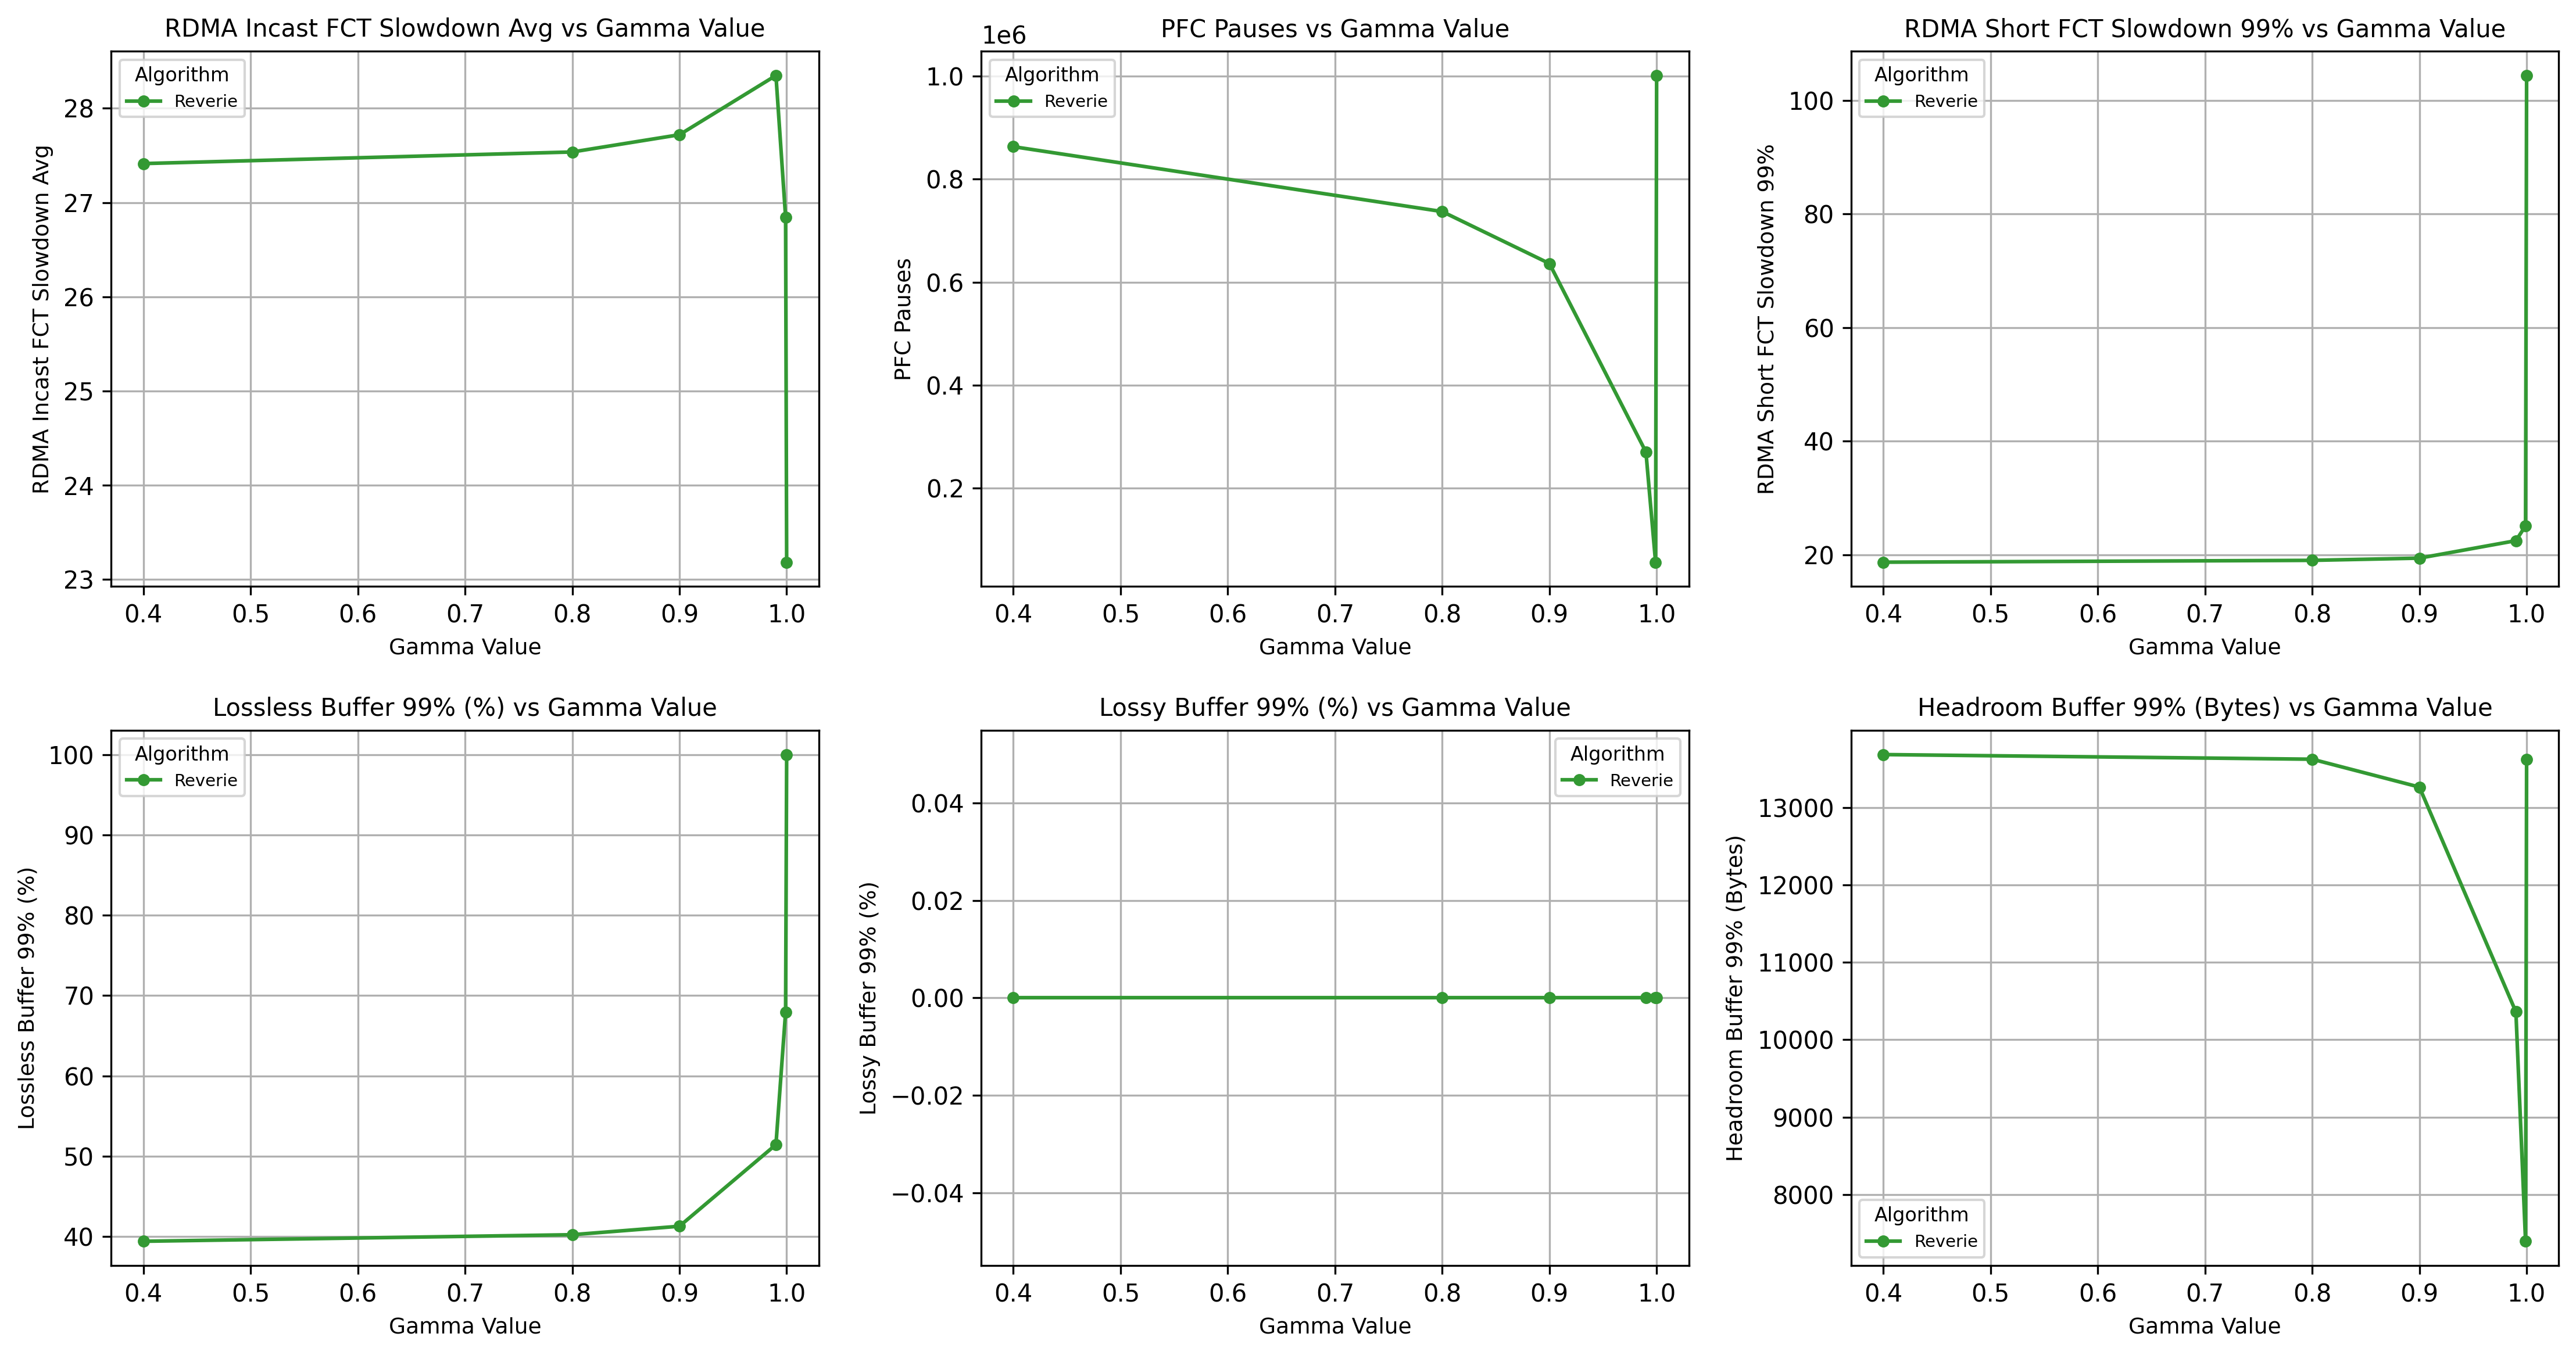 RDMA Incast FCT Slowdown Avg vs Gamma Value
RDMA Incast FCT Slowdown Avg
28
27
26
25
24
23
Algorithm
Reverie
0.4 0.5 0.6 0.7 0.8 0.9 1.0
Gamma Value
PFC Pauses vs Gamma Value
1e6
PFC Pauses
1.0
0.8
0.6
0.4
0.2
Algorithm
Reverie
0.4 0.5 0.6 0.7 0.8 0.9 1.0
Gamma Value
RDMA Short FCT Slowdown 99% vs Gamma Value
RDMA Short FCT Slowdown 99%
100
80
60
40
20
Algorithm
Reverie
0.4 0.5 0.6 0.7 0.8 0.9 1.0
Gamma Value
Lossless Buffer 99% (%) vs Gamma Value
Lossless Buffer 99% (%)
100
90
80
70
60
50
40
Algorithm
Reverie
0.4 0.5 0.6 0.7 0.8 0.9 1.0
Gamma Value
Lossy Buffer 99% (%) vs Gamma Value
Lossy Buffer 99% (%)
0.04
0.02
0.00
−0.02
−0.04
Algorithm
Reverie
0.4 0.5 0.6 0.7 0.8 0.9 1.0
Gamma Value
Headroom Buffer 99% (Bytes) vs Gamma Value
Headroom Buffer 99% (Bytes)
13000
12000
11000
10000
9000
8000
Algorithm
Reverie
0.4 0.5 0.6 0.7 0.8 0.9 1.0
Gamma Value